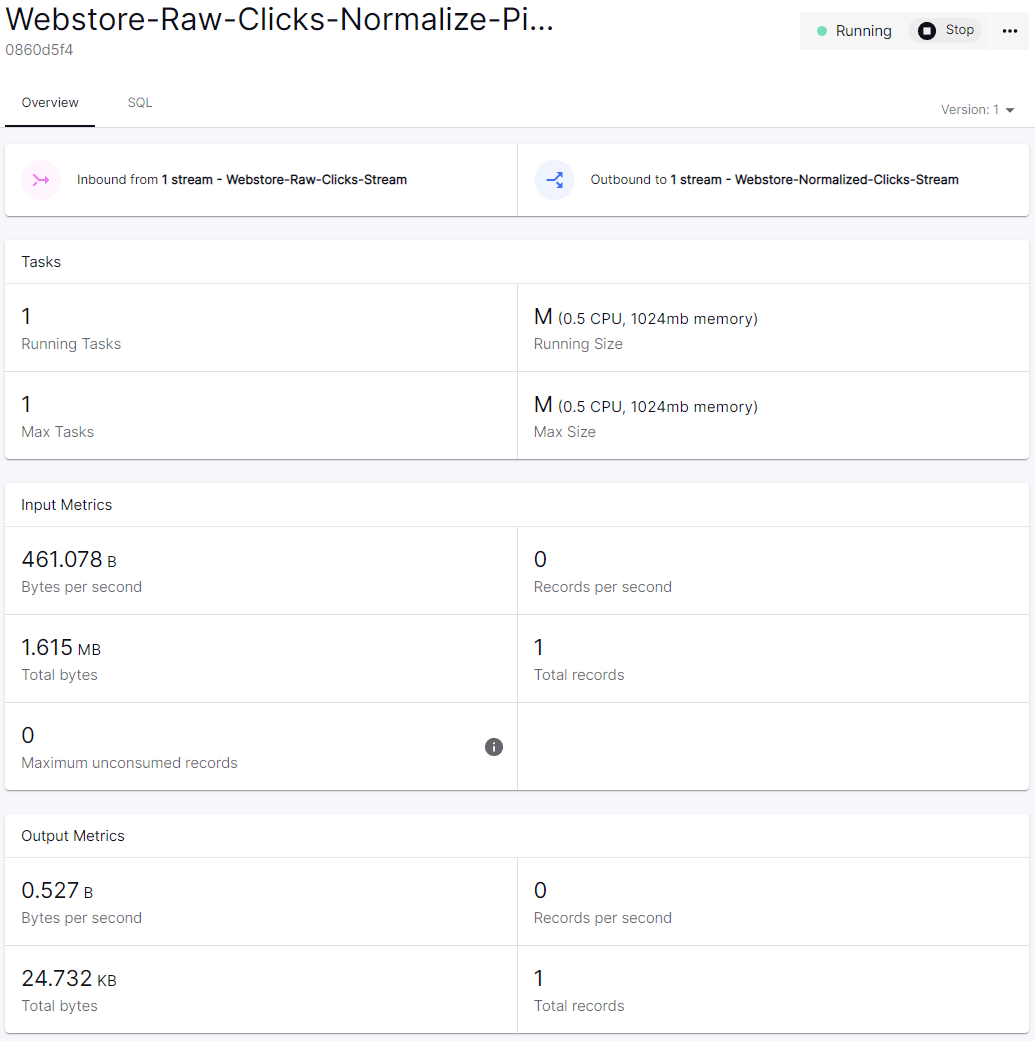 Webstore-Raw-Clicks-Normalize-Pi...
0860d5f4
Running
Stop
Overview
SQL
Version: 1
Inbound from 1 stream - Webstore-Raw-Clicks-Stream
Outbound to 1 stream - Webstore-Normalized-Clicks-Stream
Tasks
1
Running Tasks
M (0.5 CPU, 1024mb memory)
Running Size
1
Max Tasks
M (0.5 CPU, 1024mb memory)
Max Size
Input Metrics
461.078 B
Bytes per second
0
Records per second
1.615 MB
Total bytes
1
Total records
0
Maximum unconsumed records
Output Metrics
0.527 B
Bytes per second
0
Records per second
24.732 KB
Total bytes
1
Total records